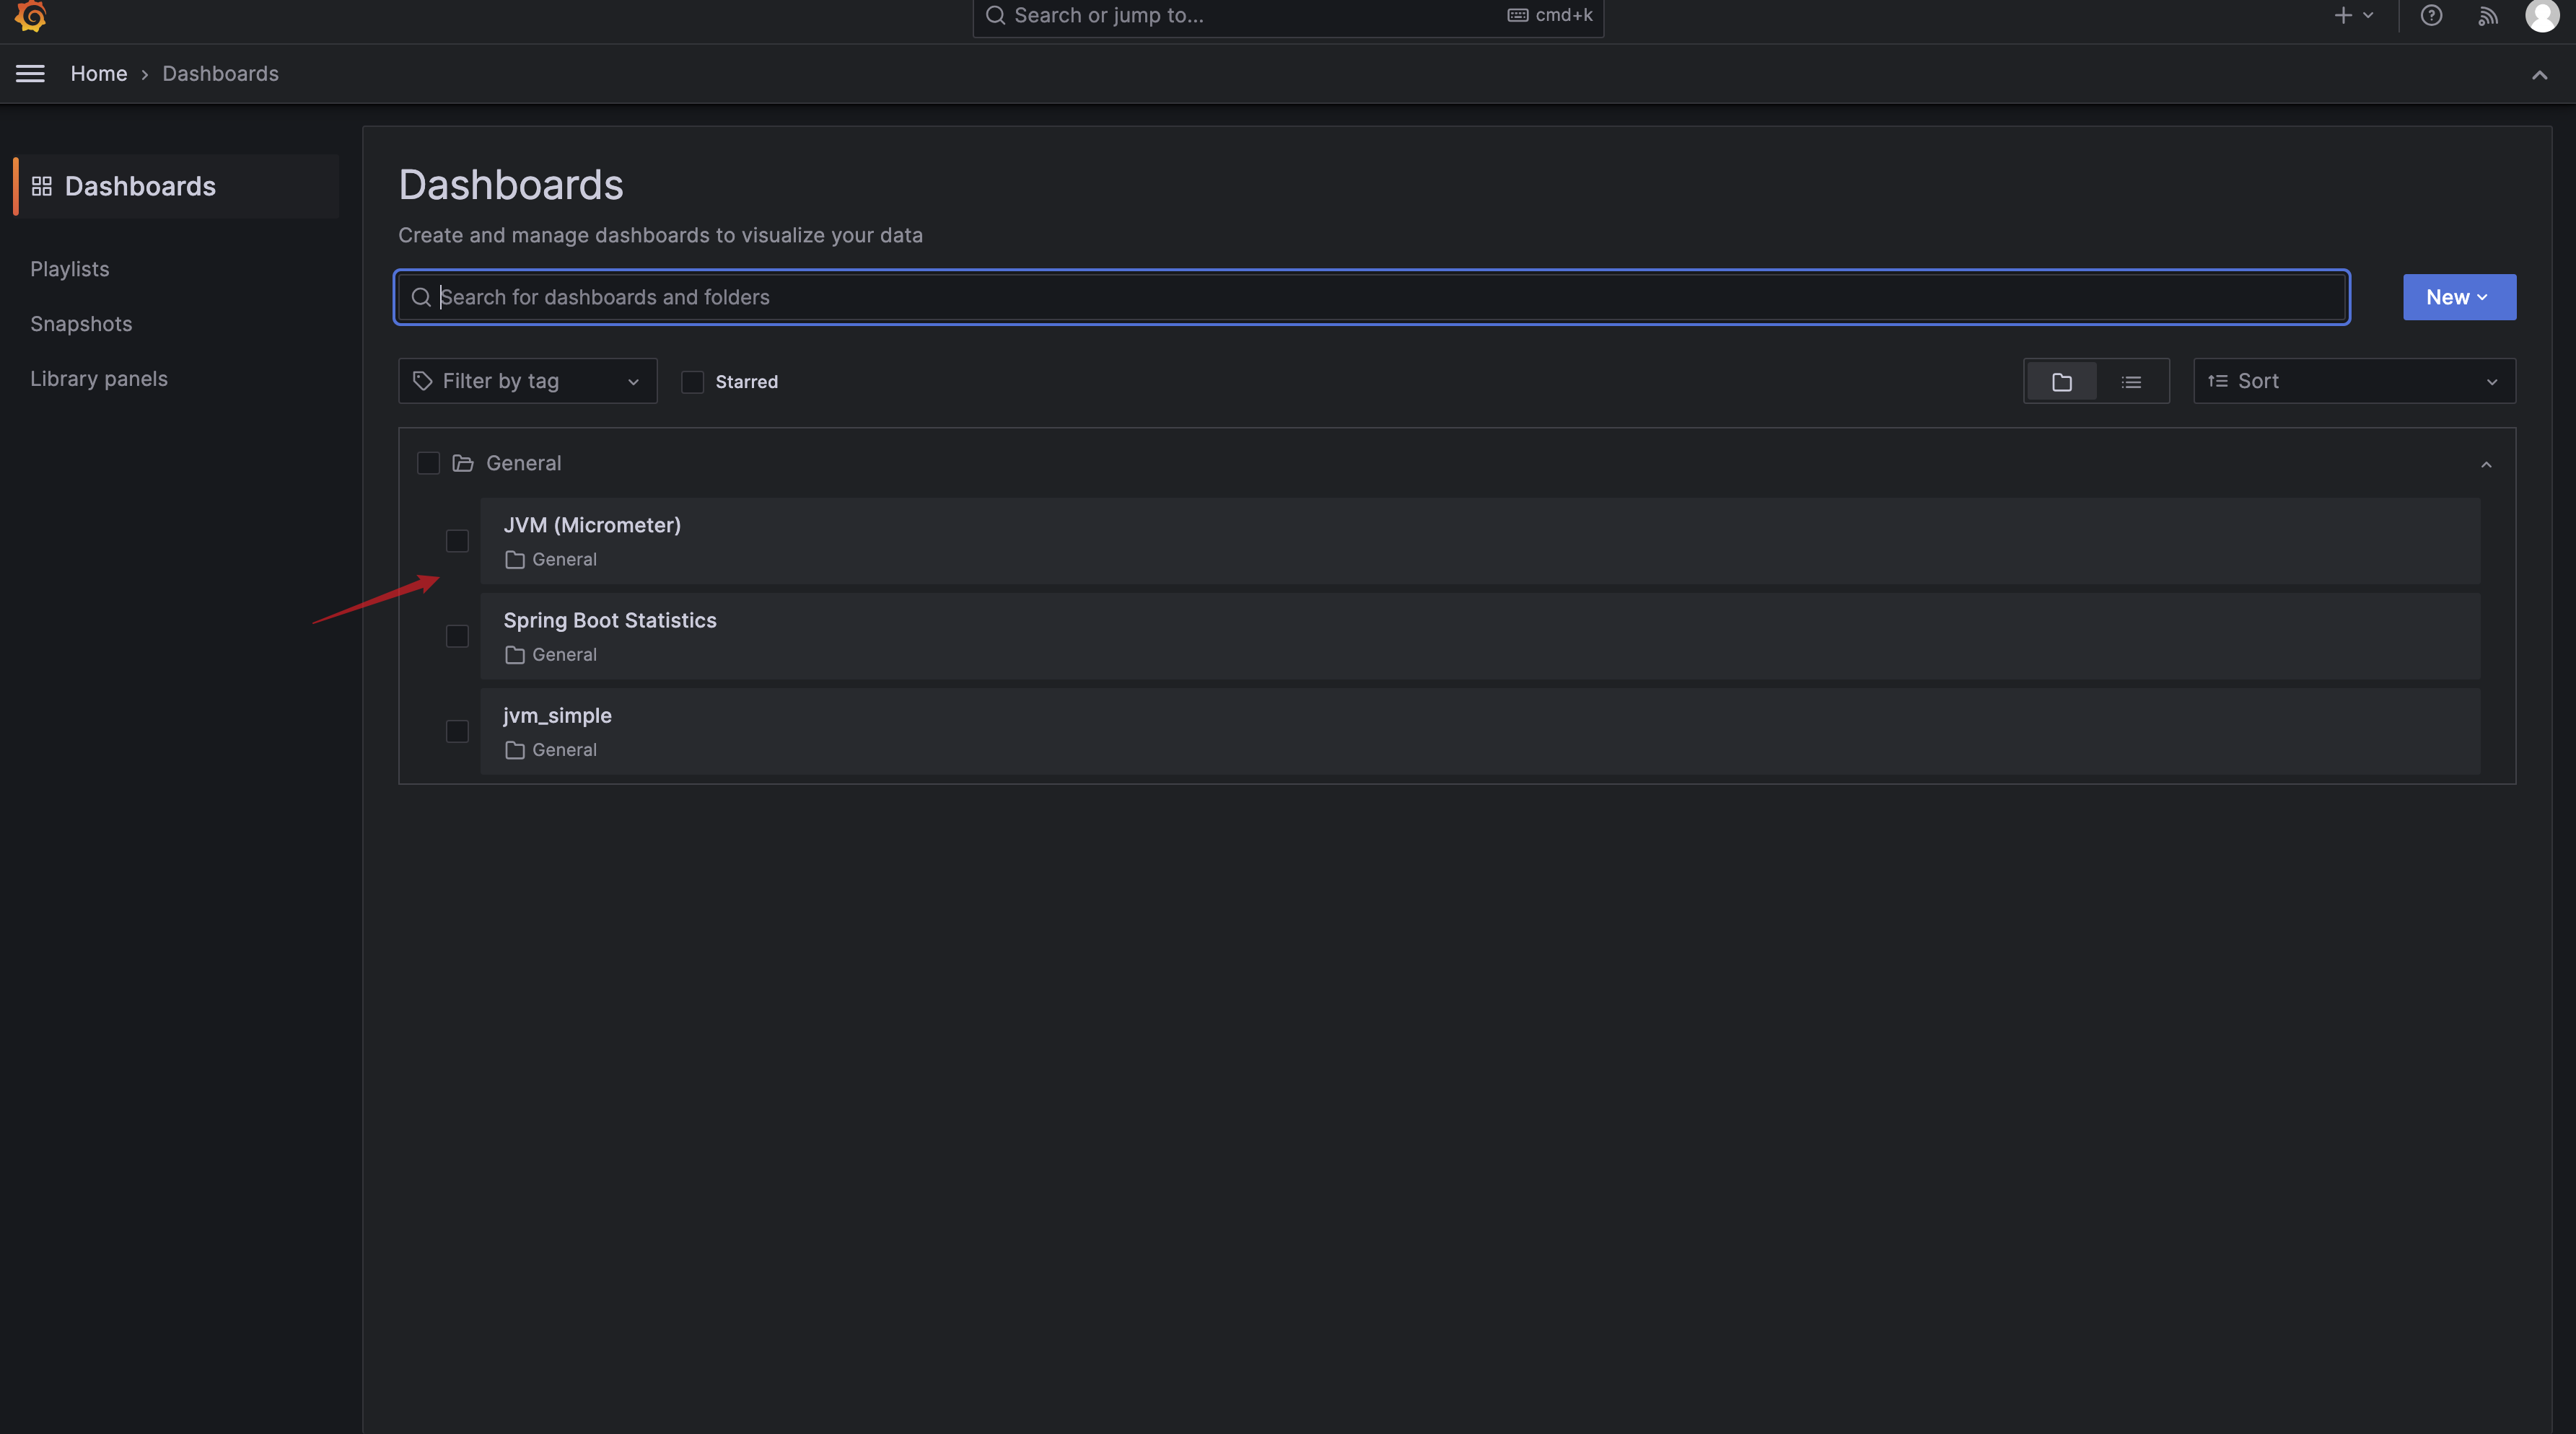 Search or jump to...
cmd+k
Home
Dashboards
Dashboards
Playlists
Snapshots
Library panels
Dashboards
Create and manage dashboards to visualize your data
Search for dashboards and folders
New
Filter by tag
Starred
Sort
General
JVM (Micrometer)
General
Spring Boot Statistics
General
jvm_simple
General